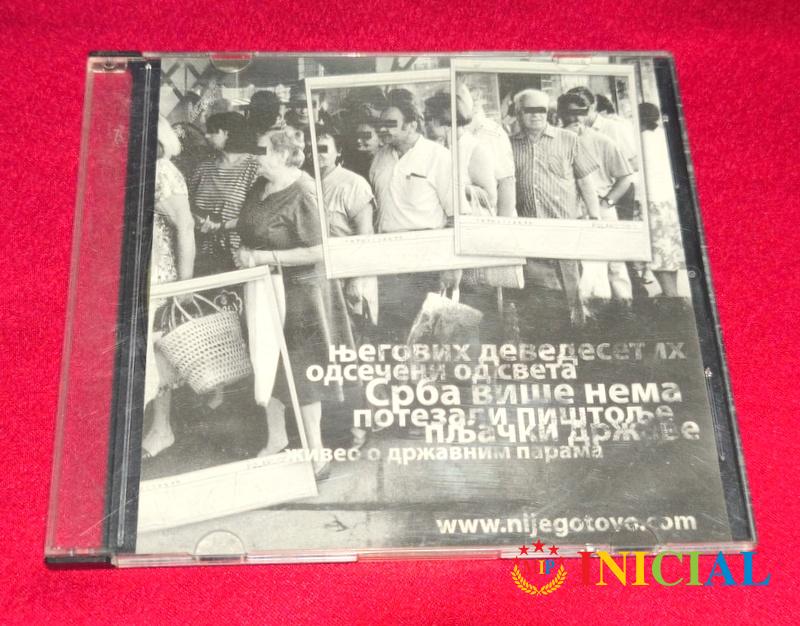 његових деведесетих
одсечени од света
Срба више нема
потезали пиштоље
пљачки државе
живео о државним парама
www.nijegotovo.com
IP
INICIAL